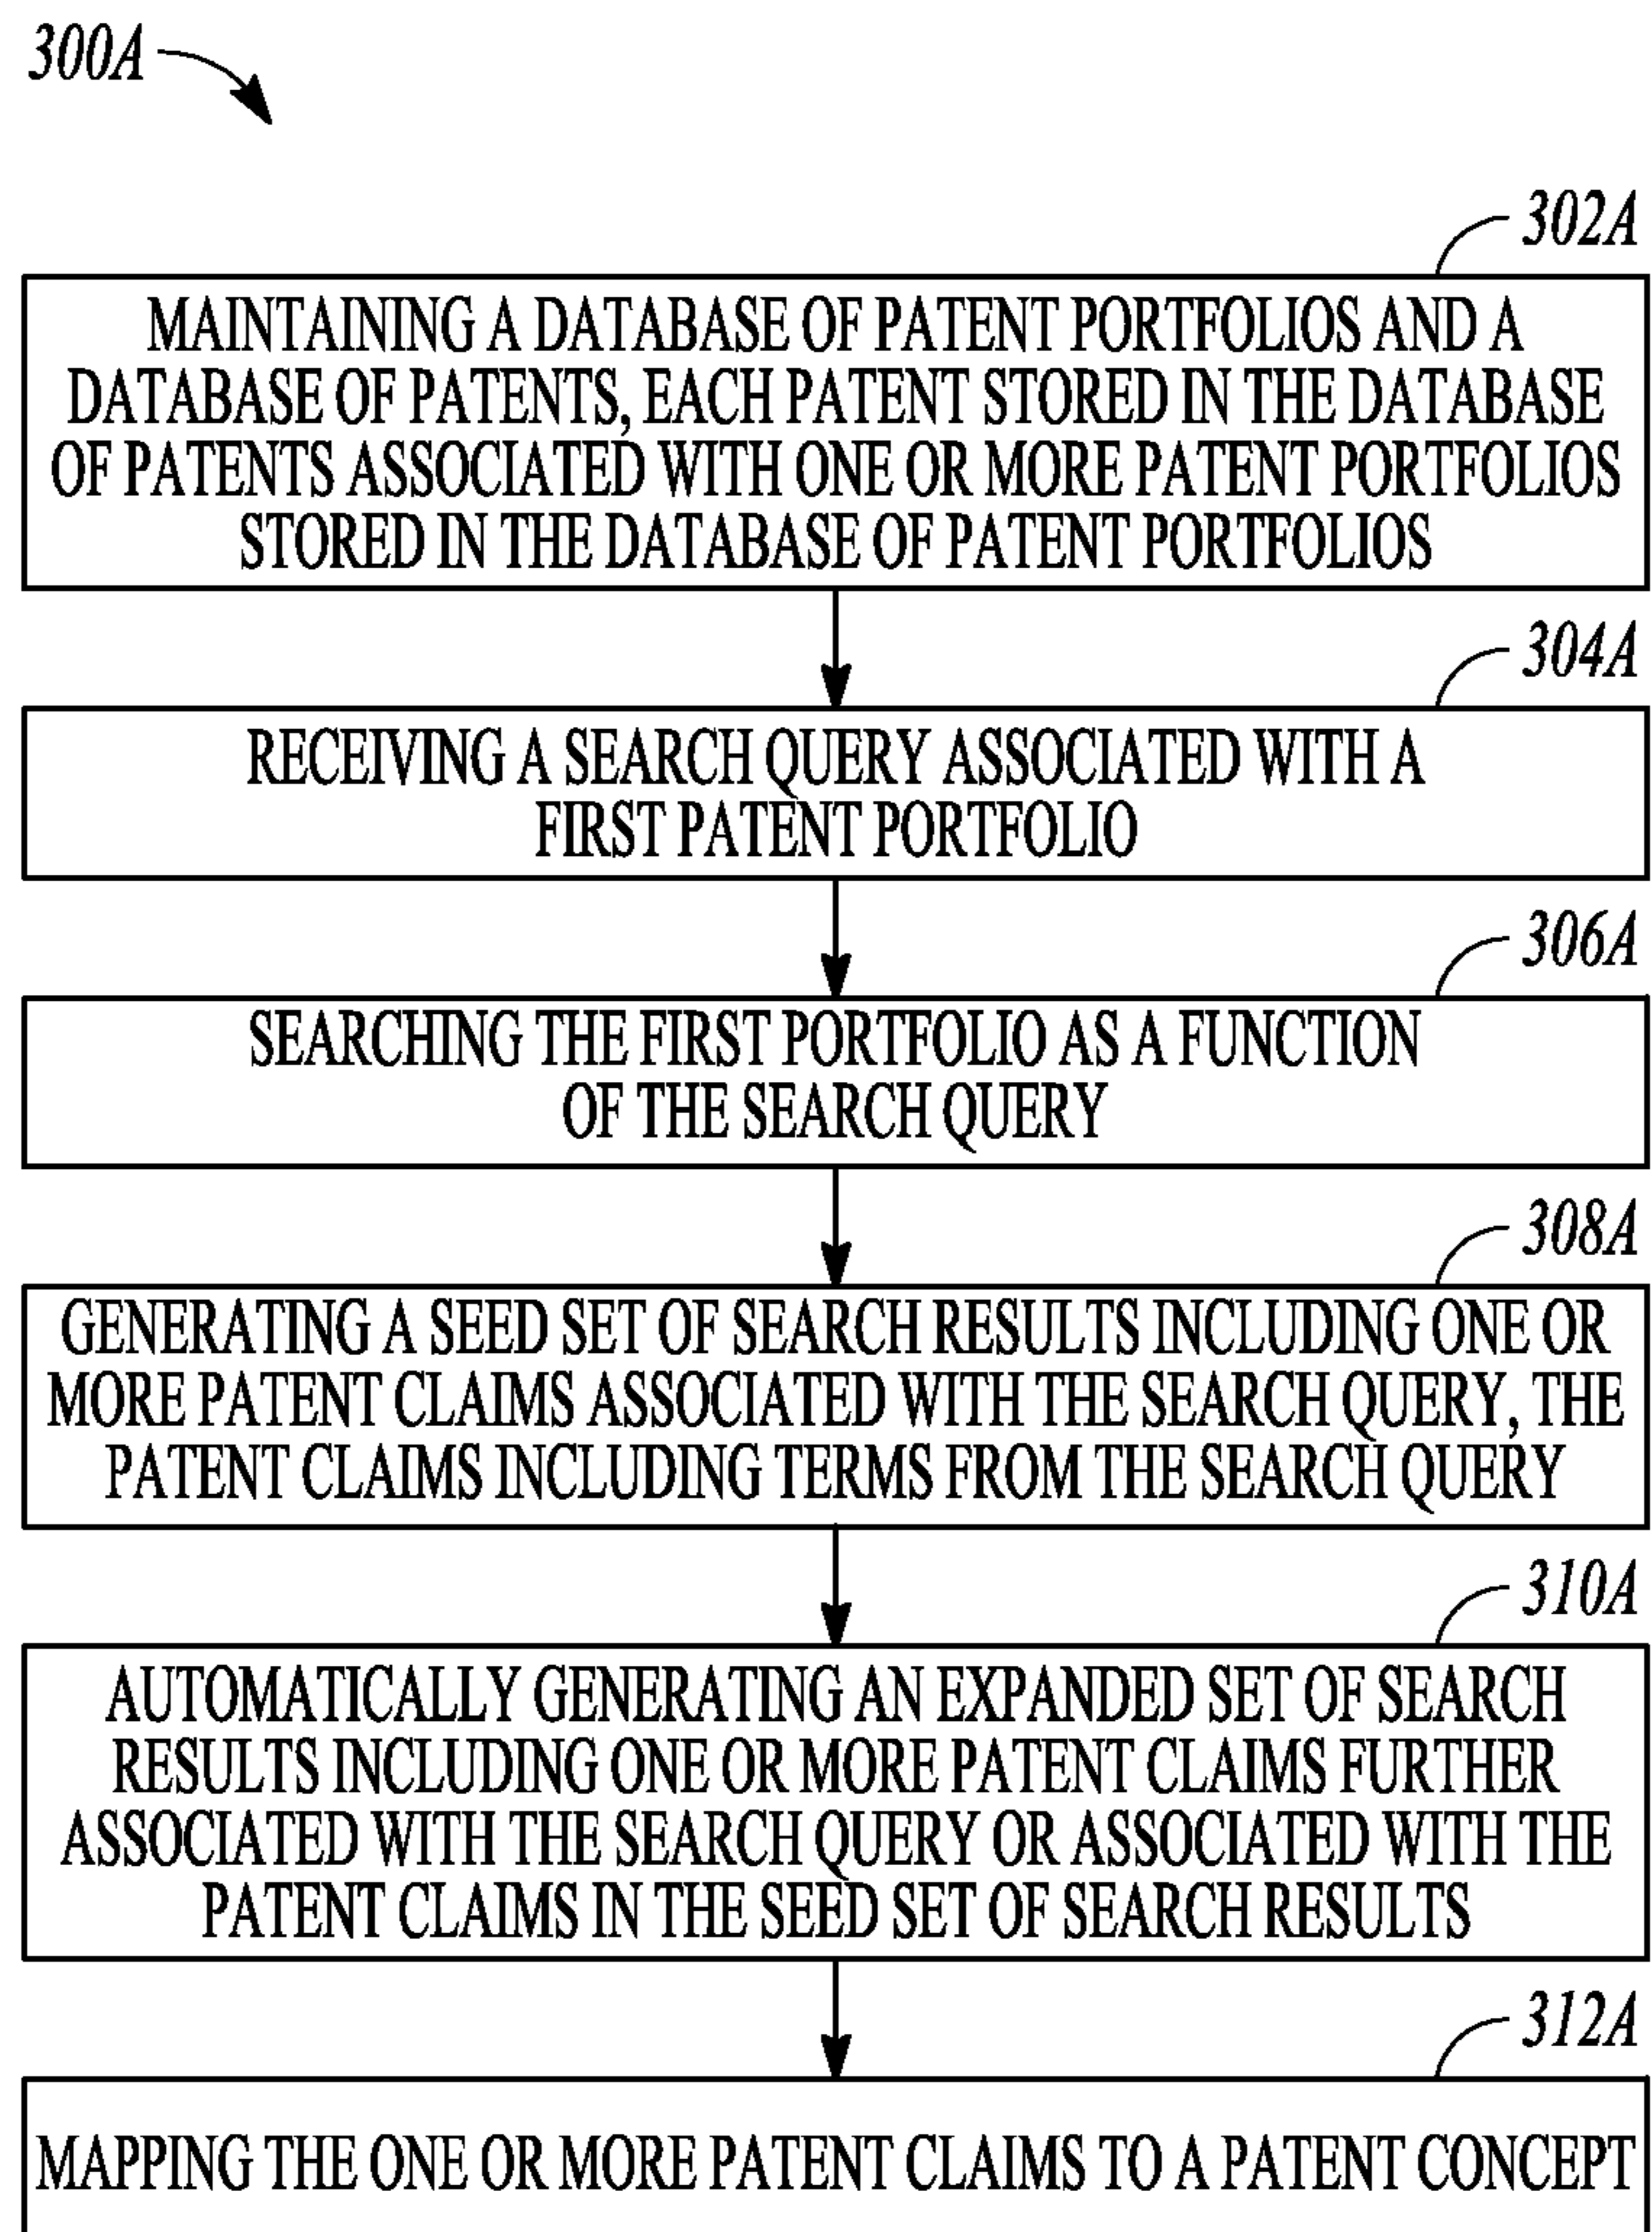 300A
302A
MAINTAINING A DATABASE OF PATENT PORTFOLIOS AND A
DATABASE OF PATENTS, EACH PATENT STORED IN THE DATABASE
OF PATENTS ASSOCIATED WITH ONE OR MORE PATENT PORTFOLIOS
STORED IN THE DATABASE OF PATENT PORTFOLIOS
304A
RECEIVING A SEARCH QUERY ASSOCIATED WITH A
FIRST PATENT PORTFOLIO
306A
SEARCHING THE FIRST PORTFOLIO AS A FUNCTION
OF THE SEARCH QUERY
308A
GENERATING A SEED SET OF SEARCH RESULTS INCLUDING ONE OR
MORE PATENT CLAIMS ASSOCIATED WITH THE SEARCH QUERY, THE
PATENT CLAIMS INCLUDING TERMS FROM THE SEARCH QUERY
310A
AUTOMATICALLY GENERATING AN EXPANDED SET OF SEARCH
RESULTS INCLUDING ONE OR MORE PATENT CLAIMS FURTHER
ASSOCIATED WITH THE SEARCH QUERY OR ASSOCIATED WITH THE
PATENT CLAIMS IN THE SEED SET OF SEARCH RESULTS
312A
MAPPING THE ONE OR MORE PATENT CLAIMS TO A PATENT CONCEPT